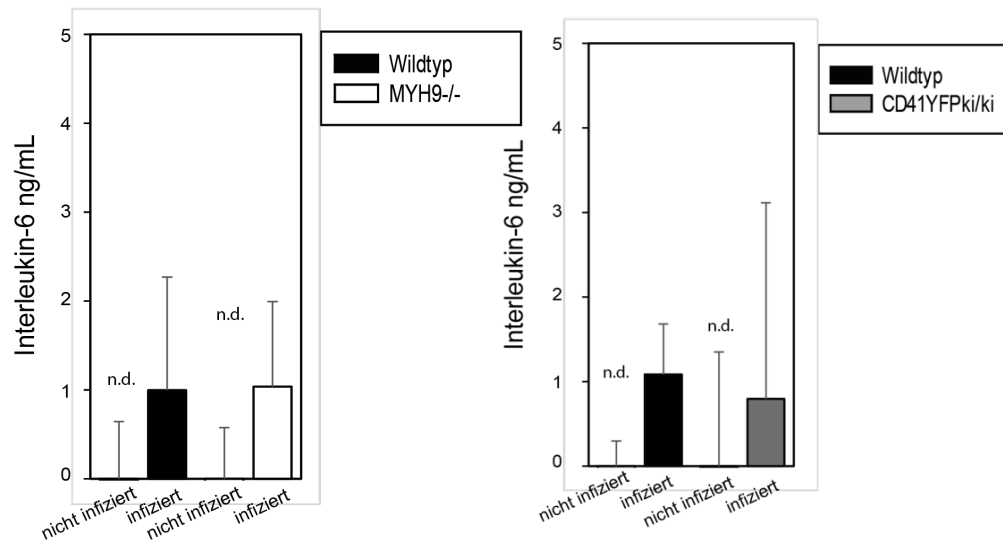 Interleukin-6 ng/mL
5
4
3
2
1
0
n.d.
n.d.
nicht infiziert
infiziert
nicht infiziert
infiziert
Wildtyp
MYH9-/-
Interleukin-6 ng/mL
5
4
3
2
1
0
n.d.
n.d.
nicht infiziert
infiziert
nicht infiziert
infiziert
Wildtyp
CD41YFPki/ki